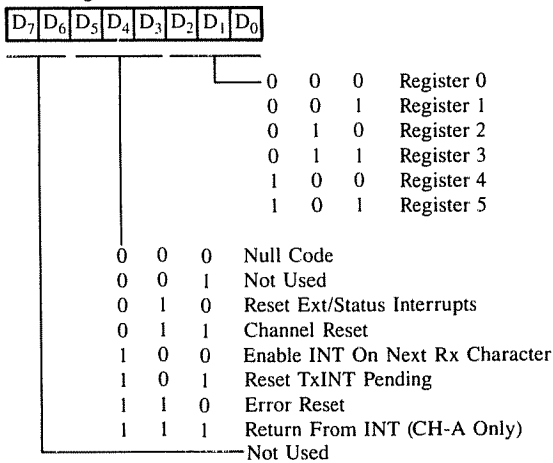 D7 D6 D5 D4 D3 D2 D1 D0
0 0 0 Register 0
0 0 1 Register 1
0 1 0 Register 2
0 1 1 Register 3
1 0 0 Register 4
1 0 1 Register 5
0 0 0 Null Code
0 0 1 Not Used
0 1 0 Reset Ext/Status Interrupts
0 1 1 Channel Reset
1 0 0 Enable INT On Next Rx Character
1 0 1 Reset TxINT Pending
1 1 0 Error Reset
1 1 1 Return From INT (CH-A Only)
Not Used